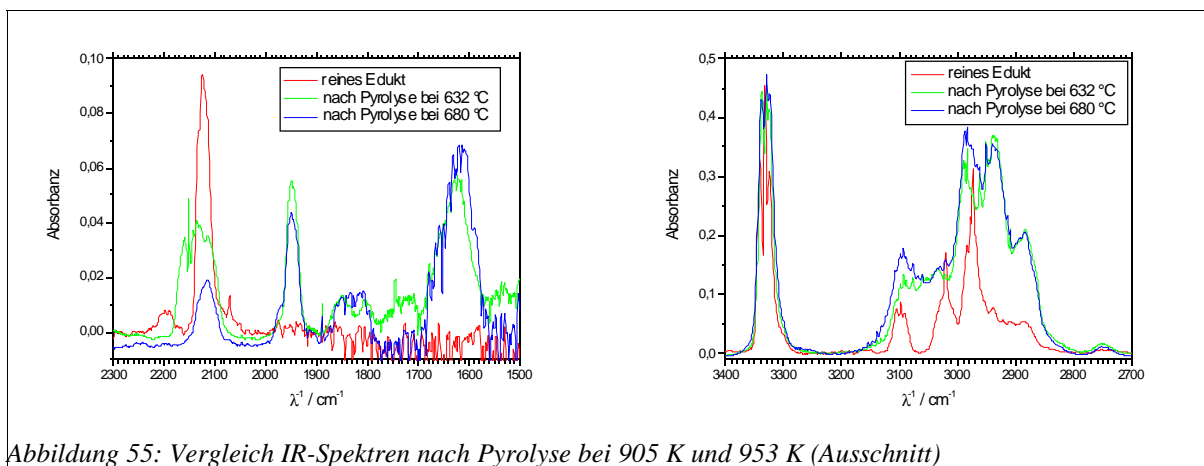 0,10
0,08
0,06
0,04
0,02
0,00
Absorbanz
reines Edukt
nach Pyrolyse bei 632 °C
nach Pyrolyse bei 680 °C
2300 2200 2100 2000 1900 1800 1700 1600 1500
λ⁻¹ / cm⁻¹
0,5
0,4
0,3
0,2
0,1
0,0
Absorbanz
reines Edukt
nach Pyrolyse bei 632 °C
nach Pyrolyse bei 680 °C
3400 3300 3200 3100 3000 2900 2800 2700
λ⁻¹ / cm⁻¹
Abbildung 55: Vergleich IR-Spektren nach Pyrolyse bei 905 K und 953 K (Ausschnitt)